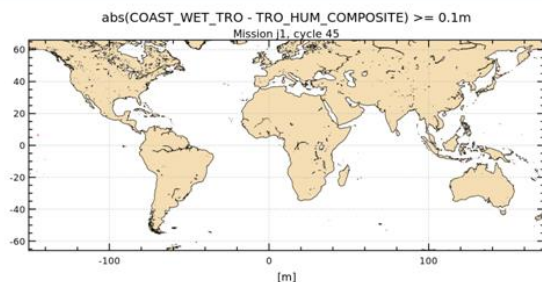 abs(COAST_WET_TRO - TRO_HUM_COMPOSITE) >= 0.1m
Mission j1, cycle 45
60
40
20
0
-20
-40
-60
-100 0 100
[m]